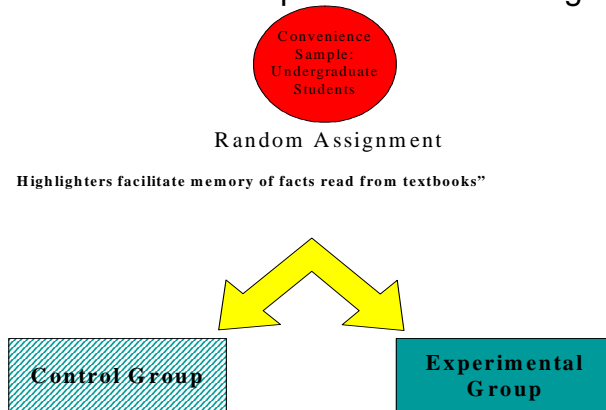 Convenience
Sample:
Undergraduate
Students
Random Assignment
Highlighters facilitate memory of facts read from textbooks”
Control Group
Experimental
Group